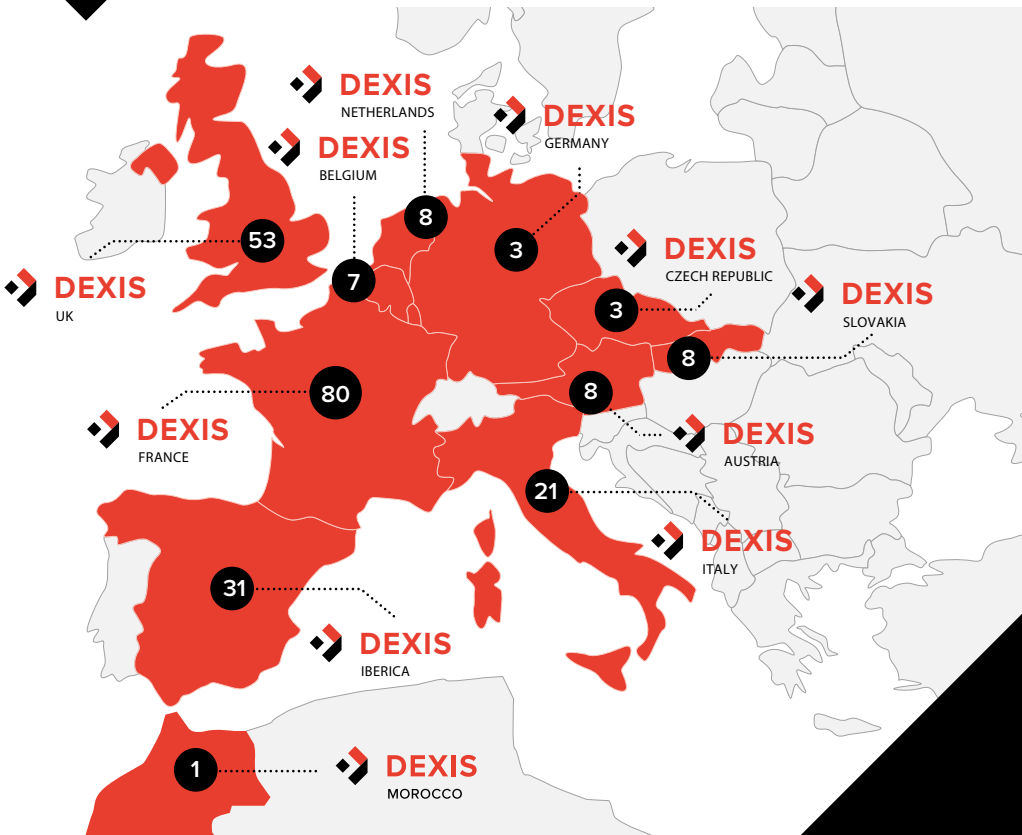 DEXIS
NETHERLANDS
DEXIS
GERMANY
DEXIS
BELGIUM
8
53
3
DEXIS
CZECH REPUBLIC
7
DEXIS
UK
DEXIS
SLOVAKIA
3
8
80
8
DEXIS
FRANCE
DEXIS
AUSTRIA
21
DEXIS
ITALY
31
DEXIS
IBERICA
1
DEXIS
MOROCCO